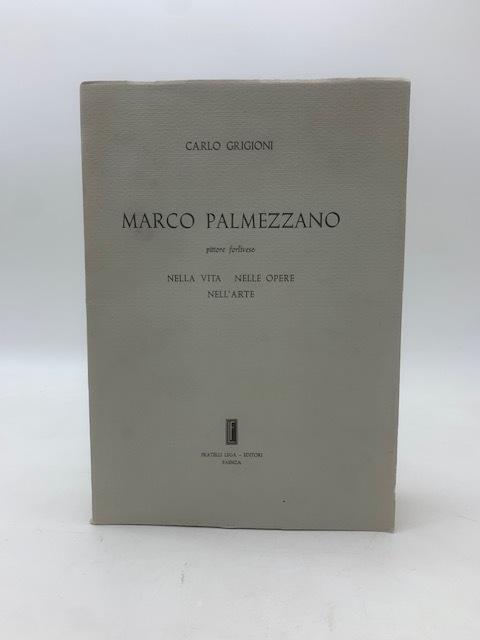 CARLO GRIGIONI
MARCO PALMEZZANO
pittore forlivese
NELLA VITA NELLE OPERE
NELL'ARTE
FRATELLI LEGA - EDITORI
FAENZA